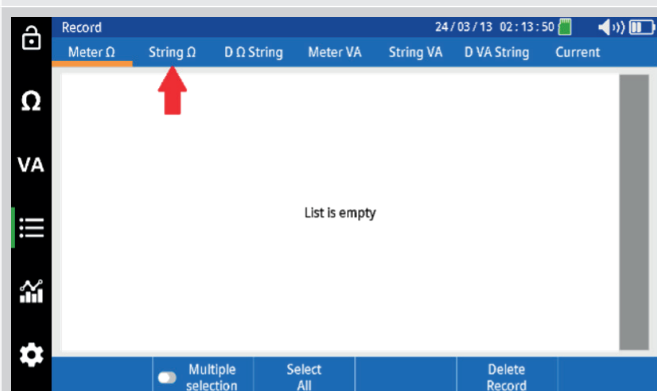 Record 24/03/13 02:13:50
Meter Ω String Ω D Ω String Meter VA String VA D VA String Current
Ω
VA
List is empty
Multiple selection
Select All
Delete Record